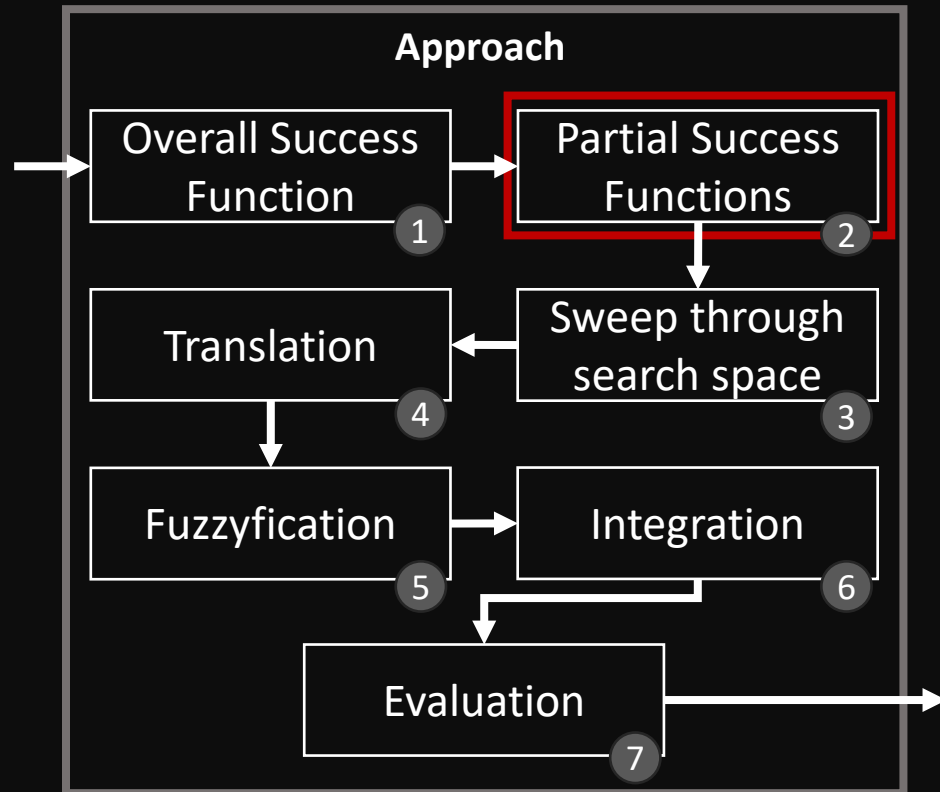 Approach
Overall Success
Function
1
Partial Success
Functions
2
Sweep through
search space
3
Translation
4
Fuzzyfication
5
Integration
6
Evaluation
7